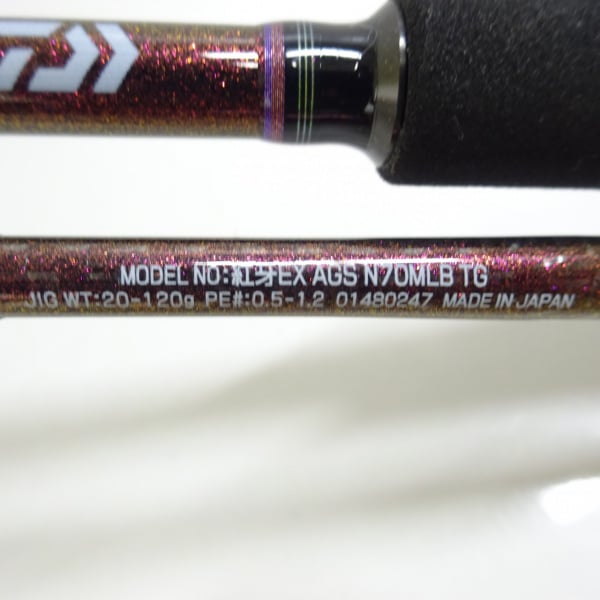 MODEL NO:紅牙EX AGS N70MLB TG
JIG WT:20-120g PE#:0.5-1.2 01480247 MADE IN JAPAN